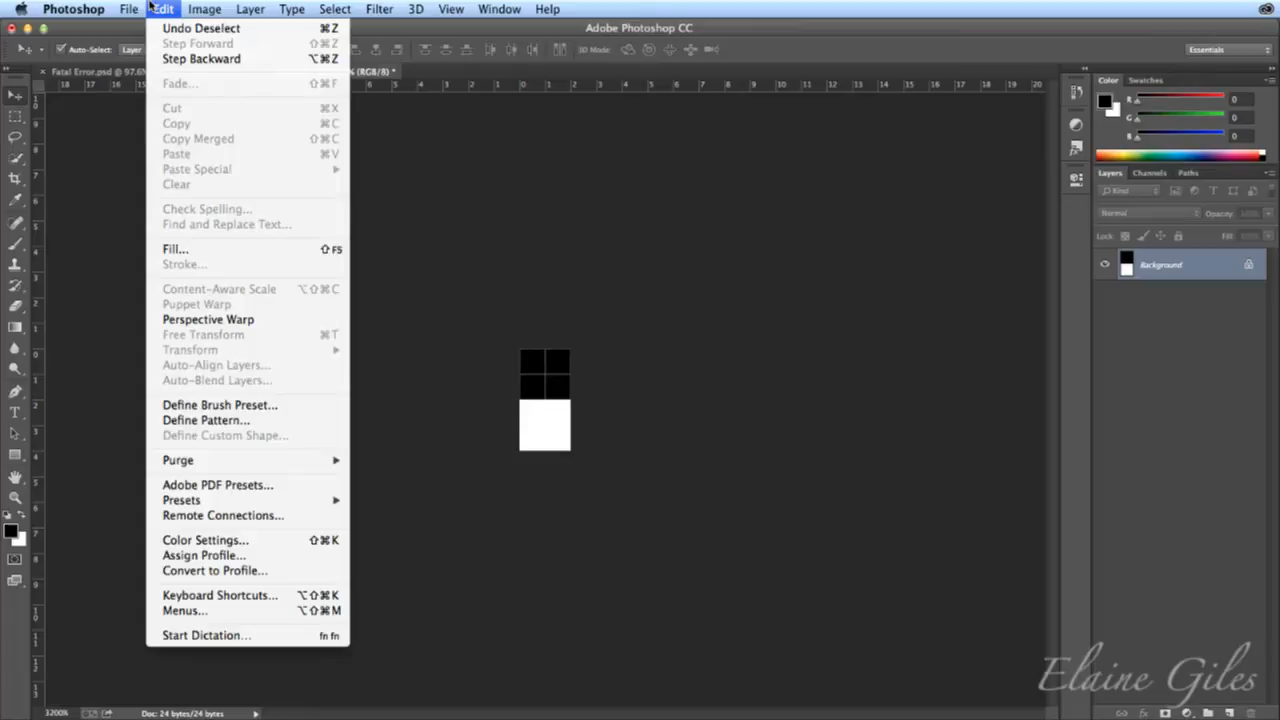 Photoshop File Edit Image Layer Type Select Filter 3D View Window Help
Adobe Photoshop CC
Auto-Select: Layer 3D Mode: Essentials
Fatal Error.psd @ 97.6% (RGB/8) *
Undo Deselect ⌘Z
Step Forward ⇧⌘Z
Step Backward ⌥⌘Z
Fade... ⇧⌘F
Cut ⌘X
Copy ⌘C
Copy Merged ⇧⌘C
Paste ⌘V
Paste Special
Clear
Check Spelling...
Find and Replace Text...
Fill... ⇧F5
Stroke...
Content-Aware Scale ⌥⇧⌘C
Puppet Warp
Perspective Warp
Free Transform ⌘T
Transform
Auto-Align Layers...
Auto-Blend Layers...
Define Brush Preset...
Define Pattern...
Define Custom Shape...
Purge
Adobe PDF Presets...
Presets
Remote Connections...
Color Settings... ⇧⌘K
Assign Profile...
Convert to Profile...
Keyboard Shortcuts... ⌥⇧⌘K
Menus... ⌥⇧⌘M
Start Dictation... fn fn
Color Swatches
R 0
G 0
B 0
Layers Channels Paths
Kind
Normal Opacity:
Lock: Fill:
Background
Elaine Giles
3200% Doc: 24 bytes/24 bytes